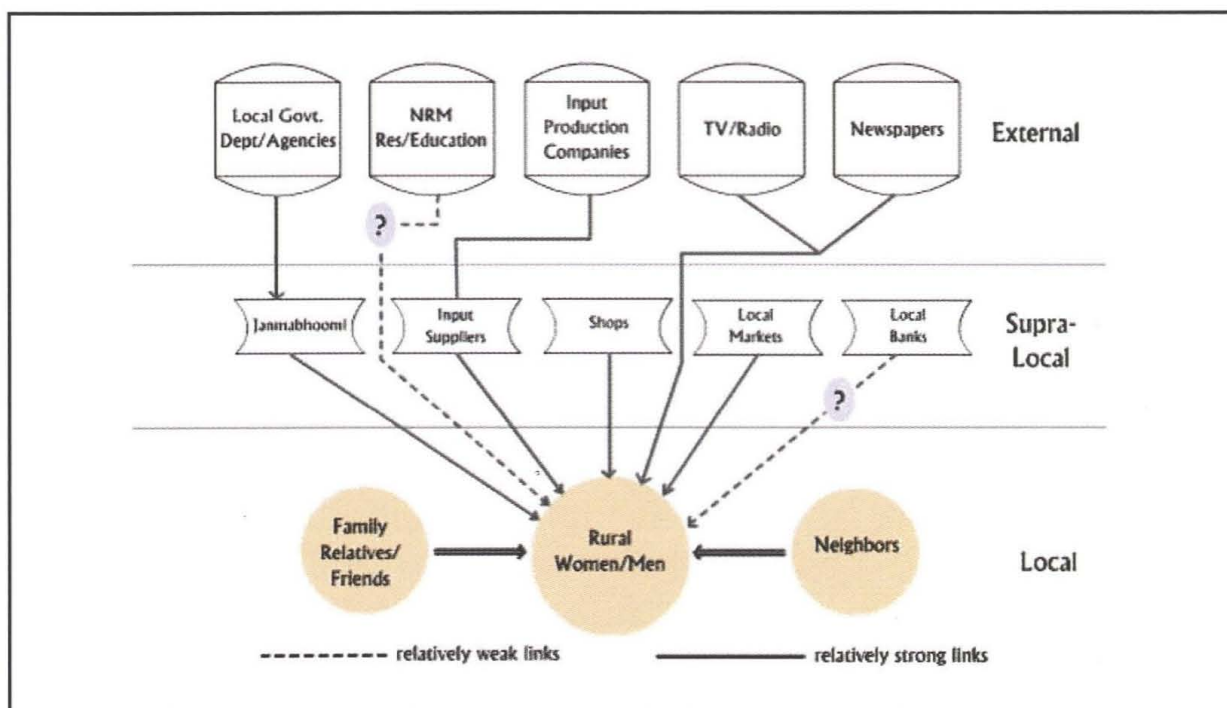 Local Govt.
Dept/Agencies
NRM
Res/Education
Input
Production
Companies
TV/Radio
Newspapers
External
?
Janmabhoomi
Input
Suppliers
Shops
Local
Markets
Local
Banks
Supra-
Local
?
Family
Relatives/
Friends
Rural
Women/Men
Neighbors
Local
relatively weak links
relatively strong links